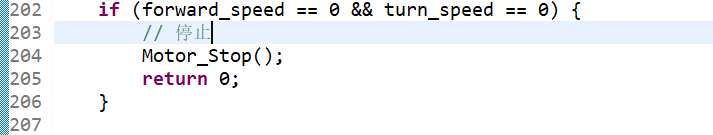 202 if (forward_speed == 0 && turn_speed == 0) {
203 // 停止
204 Motor_Stop();
205 return 0;
206 }
207